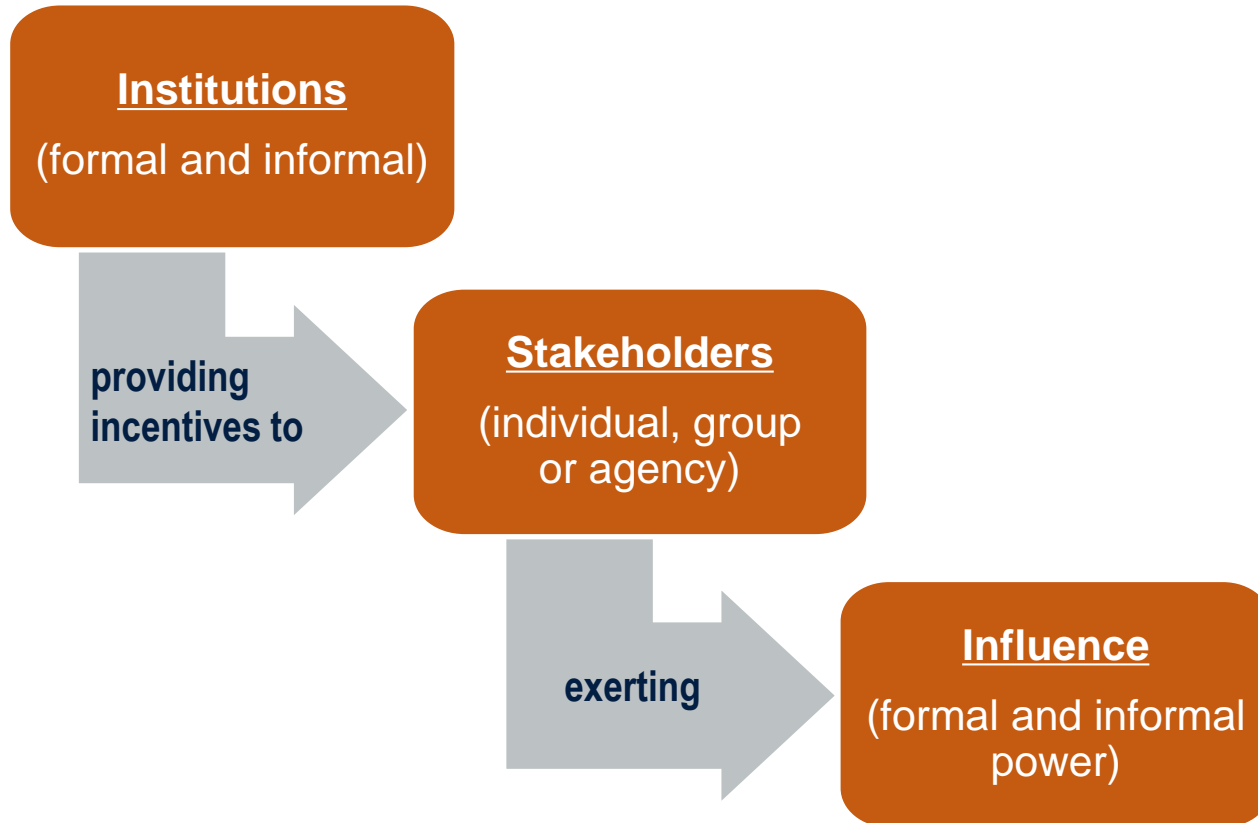 Institutions
(formal and informal)
providing
incentives to
Stakeholders
(individual, group
or agency)
exerting
Influence
(formal and informal
power)